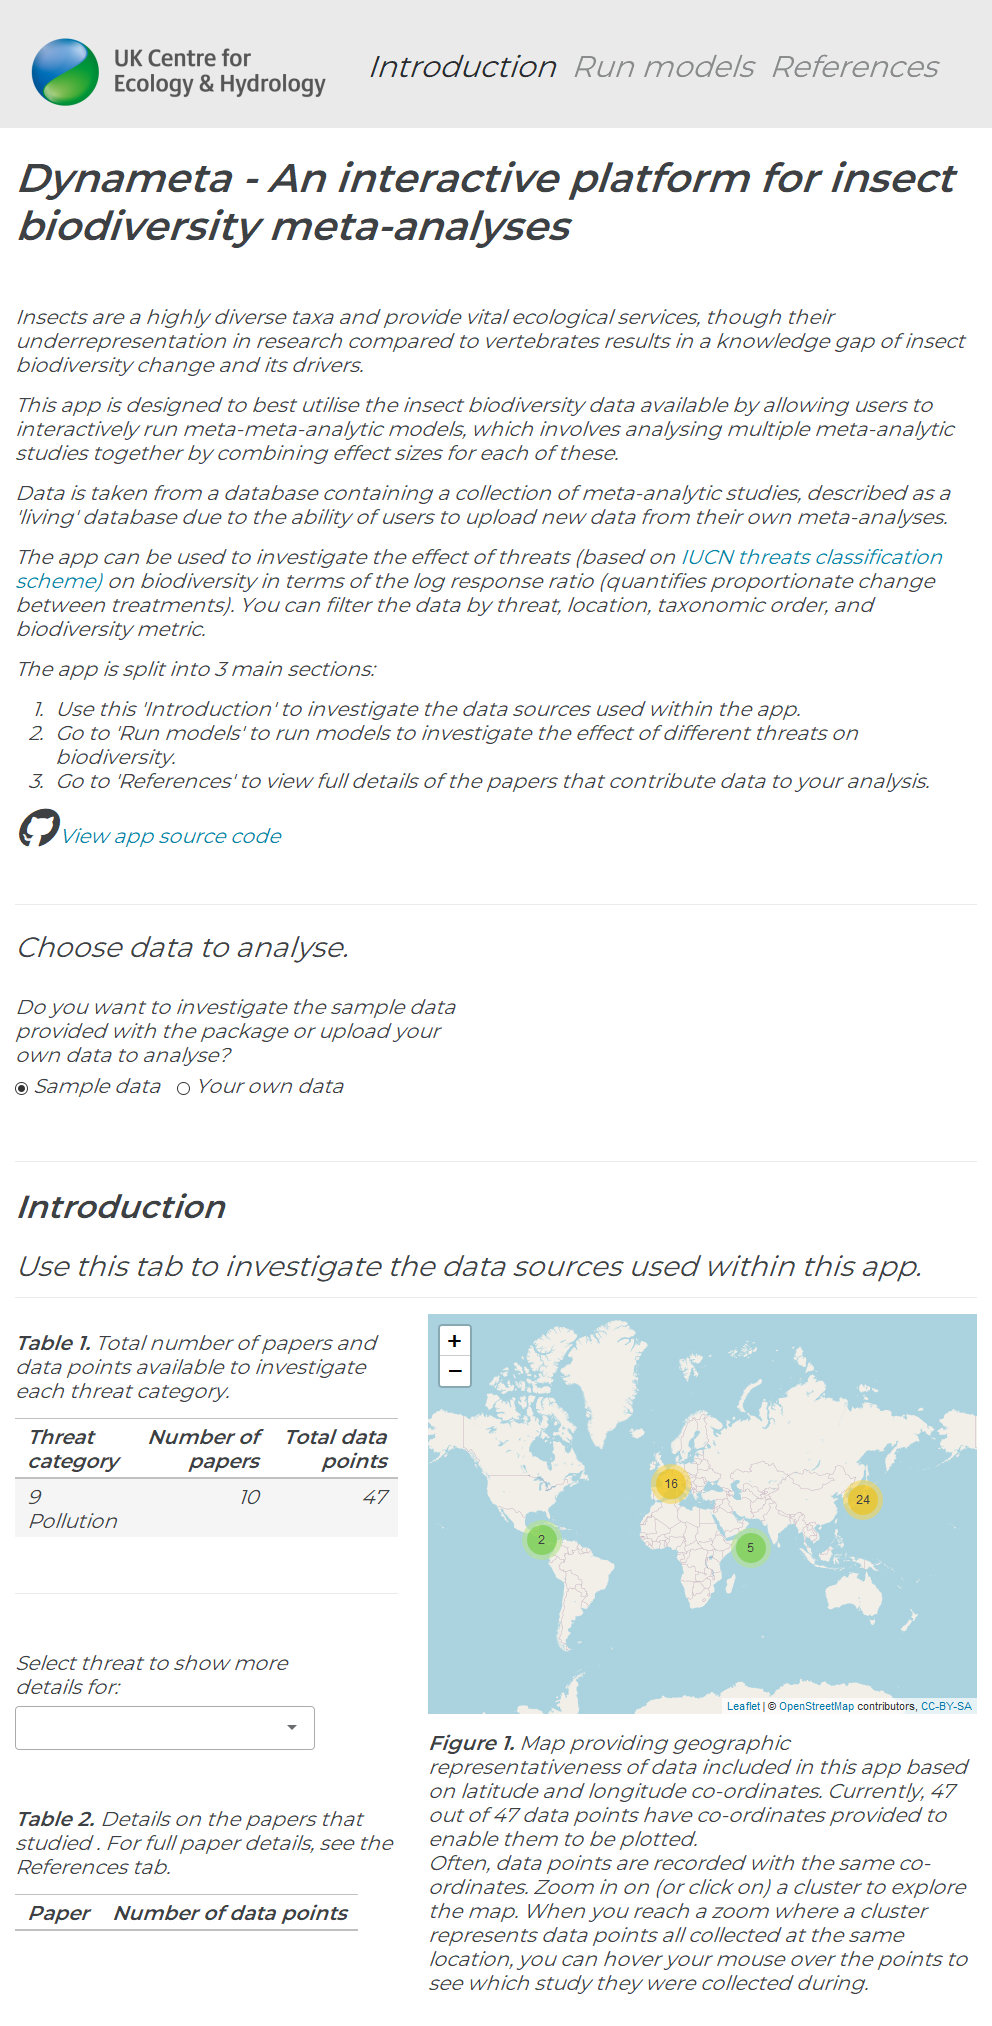 UK Centre for
Ecology & Hydrology
Introduction Run models References
Dynameta - An interactive platform for insect
biodiversity meta-analyses
Insects are a highly diverse taxa and provide vital ecological services, though their
underrepresentation in research compared to vertebrates results in a knowledge gap of insect
biodiversity change and its drivers.
This app is designed to best utilise the insect biodiversity data available by allowing users to
interactively run meta-meta-analytic models, which involves analysing multiple meta-analytic
studies together by combining effect sizes for each of these.
Data is taken from a database containing a collection of meta-analytic studies, described as a
'living' database due to the ability of users to upload new data from their own meta-analyses.
The app can be used to investigate the effect of threats (based on IUCN threats classification
scheme) on biodiversity in terms of the log response ratio (quantifies proportionate change
between treatments). You can filter the data by threat, location, taxonomic order, and
biodiversity metric.
The app is split into 3 main sections:
1. Use this 'Introduction' to investigate the data sources used within the app.
2. Go to 'Run models' to run models to investigate the effect of different threats on
biodiversity.
3. Go to 'References' to view full details of the papers that contribute data to your analysis.
View app source code
Choose data to analyse.
Do you want to investigate the sample data
provided with the package or upload your
own data to analyse?
Sample data Your own data
Introduction
Use this tab to investigate the data sources used within this app.
Table 1. Total number of papers and
data points available to investigate
each threat category.
Threat Number of Total data
category papers points
9 10 47
Pollution
Select threat to show more
details for:
Table 2. Details on the papers that
studied . For full paper details, see the
References tab.
Paper Number of data points
+
−
16
24
2
5
Leaflet | © OpenStreetMap contributors, CC-BY-SA
Figure 1. Map providing geographic
representativeness of data included in this app based
on latitude and longitude co-ordinates. Currently, 47
out of 47 data points have co-ordinates provided to
enable them to be plotted.
Often, data points are recorded with the same co-
ordinates. Zoom in on (or click on) a cluster to explore
the map. When you reach a zoom where a cluster
represents data points all collected at the same
location, you can hover your mouse over the points to
see which study they were collected during.